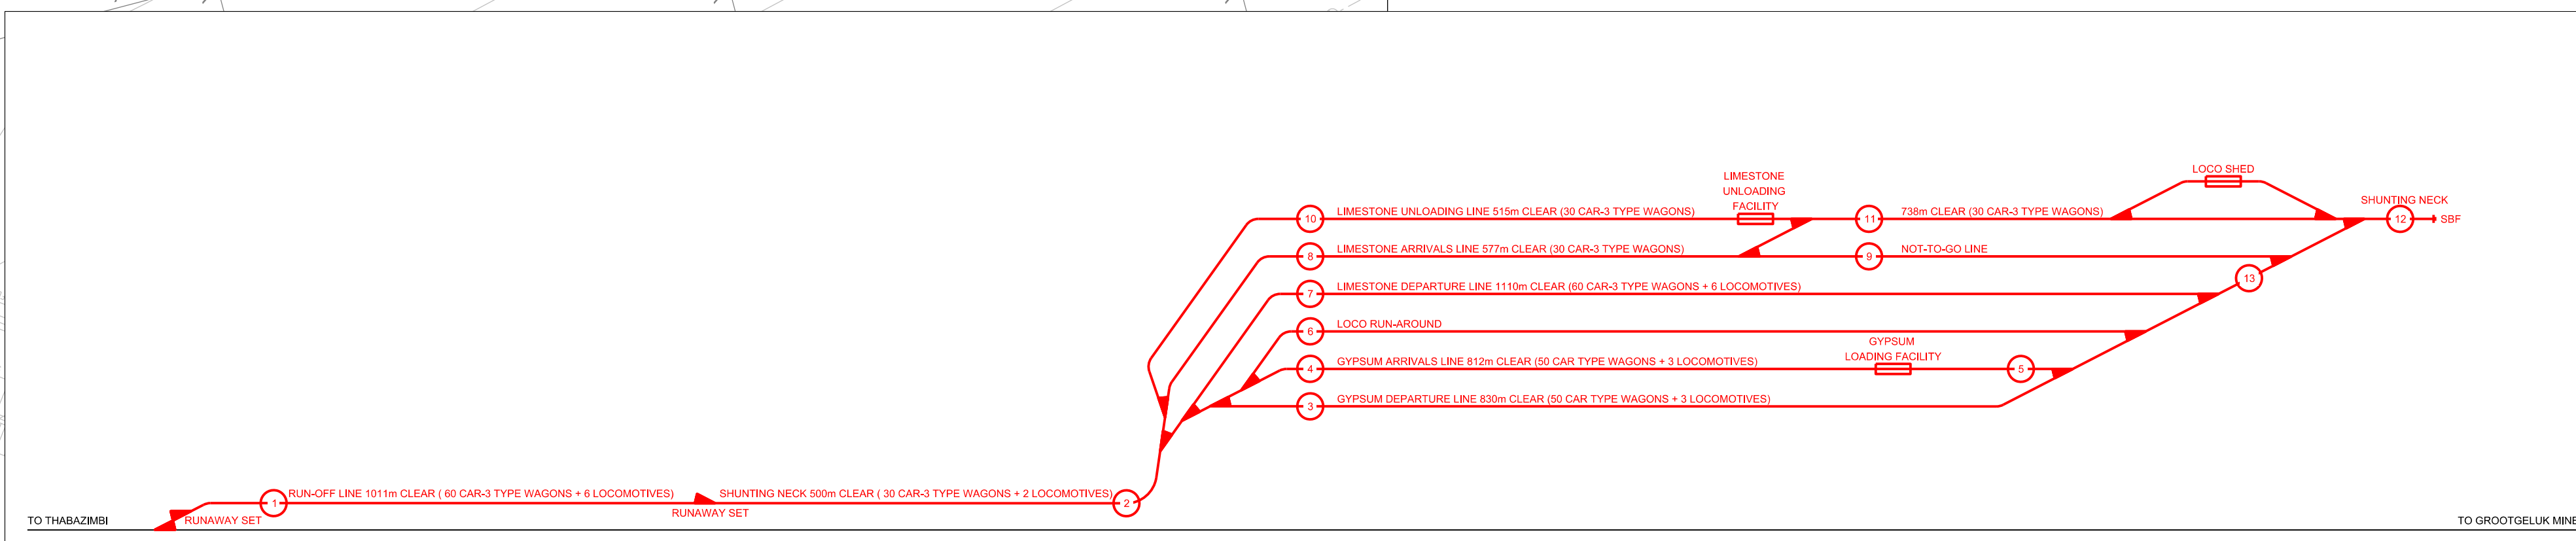 LOCO SHED
LIMESTONE
UNLOADING
FACILITY
SHUNTING NECK
10
LIMESTONE UNLOADING LINE 515m CLEAR (30 CAR-3 TYPE WAGONS)
11
738m CLEAR (30 CAR-3 TYPE WAGONS)
12
SBF
8
LIMESTONE ARRIVALS LINE 577m CLEAR (30 CAR-3 TYPE WAGONS)
9
NOT-TO-GO LINE
13
7
LIMESTONE DEPARTURE LINE 1110m CLEAR (60 CAR-3 TYPE WAGONS + 6 LOCOMOTIVES)
6
LOCO RUN-AROUND
GYPSUM
LOADING FACILITY
4
GYPSUM ARRIVALS LINE 812m CLEAR (50 CAR TYPE WAGONS + 3 LOCOMOTIVES)
5
3
GYPSUM DEPARTURE LINE 830m CLEAR (50 CAR TYPE WAGONS + 3 LOCOMOTIVES)
1
RUN-OFF LINE 1011m CLEAR ( 60 CAR-3 TYPE WAGONS + 6 LOCOMOTIVES)
SHUNTING NECK 500m CLEAR ( 30 CAR-3 TYPE WAGONS + 2 LOCOMOTIVES)
2
RUNAWAY SET
RUNAWAY SET
TO THABAZIMBI
TO GROOTGELUK MINE